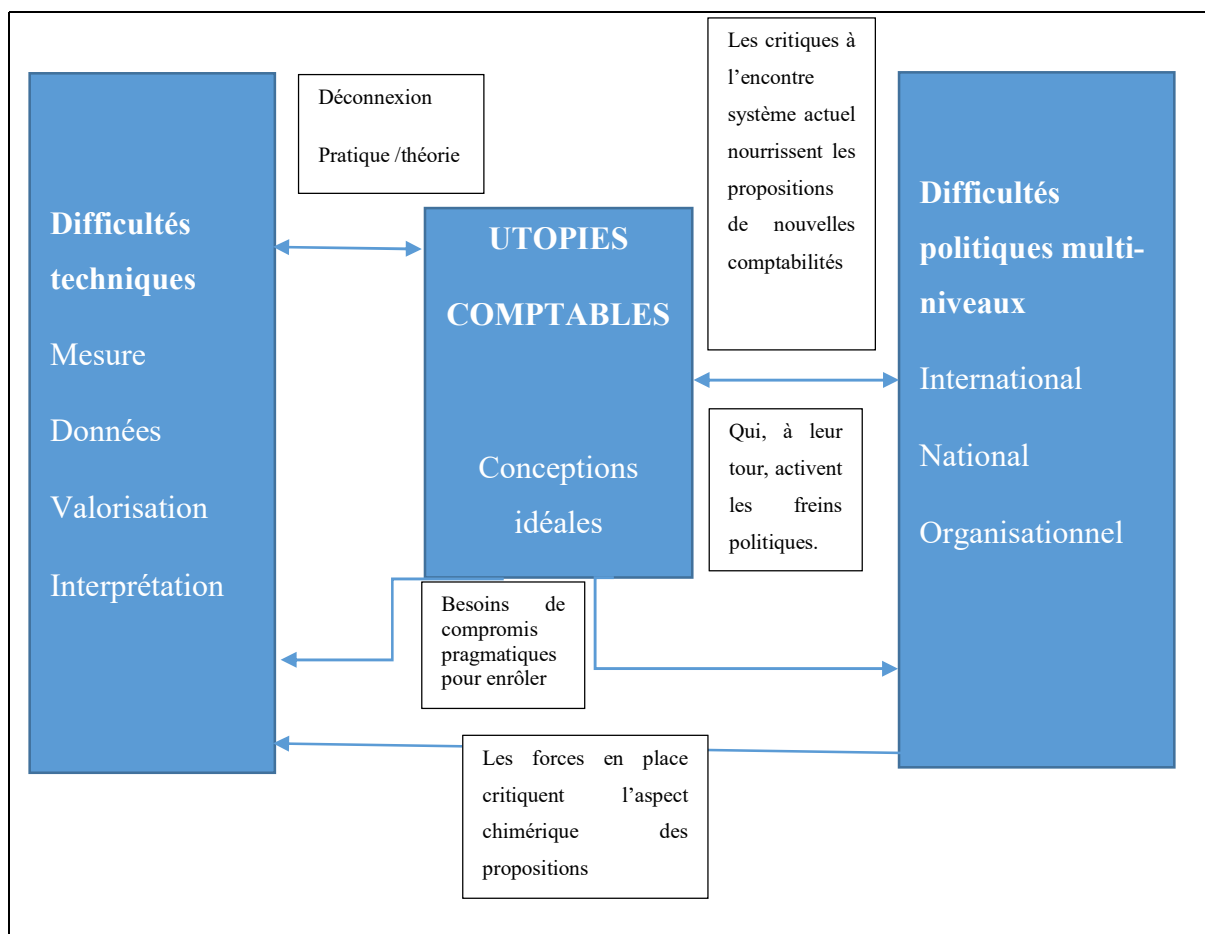 Difficultés
techniques
Mesure
Données
Valorisation
Interprétation
Déconnexion
Pratique /théorie
UTOPIES
COMPTABLES
Conceptions
idéales
Les critiques à
l’encontre
système actuel
nourrissent les
propositions
de nouvelles
comptabilités
Qui, à leur
tour, activent
les freins
politiques.
Difficultés
politiques multi-
niveaux
International
National
Organisationnel
Besoins de
compromis
pragmatiques
pour enrôler
Les forces en place
critiquent l’aspect
chimérique des
propositions